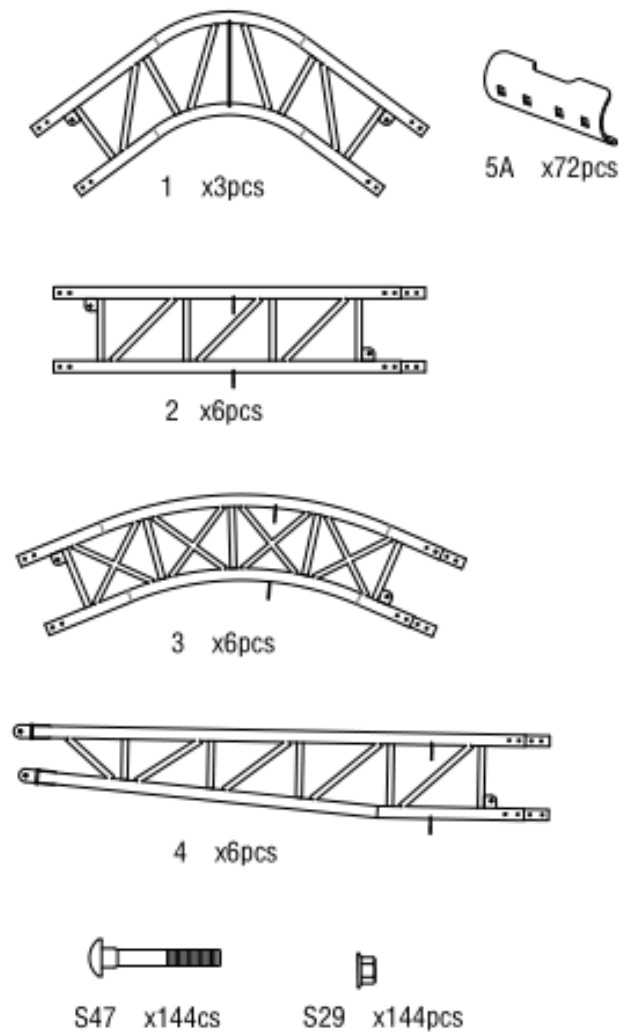 1 x3pcs
5A x72pcs
2 x6pcs
3 x6pcs
4 x6pcs
S47 x144cs
S29 x144pcs